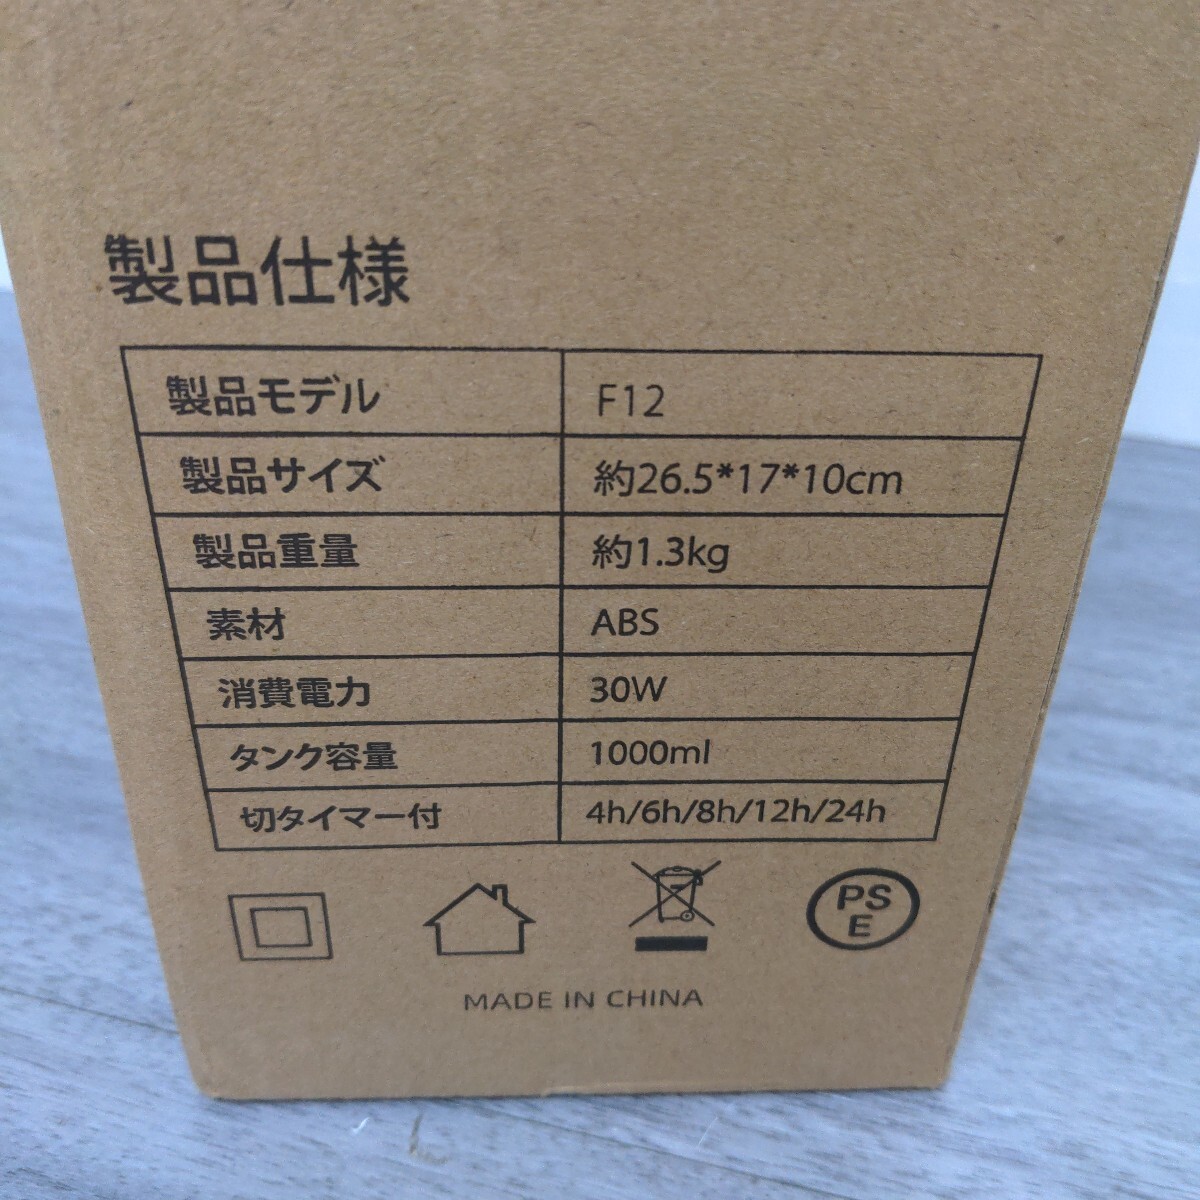 製品仕様
製品モデル F12
製品サイズ 約26.5*17*10cm
製品重量 約1.3kg
素材 ABS
消費電力 30W
タンク容量 1000ml
切タイマー付 4h/6h/8h/12h/24h
PS
E
MADE IN CHINA